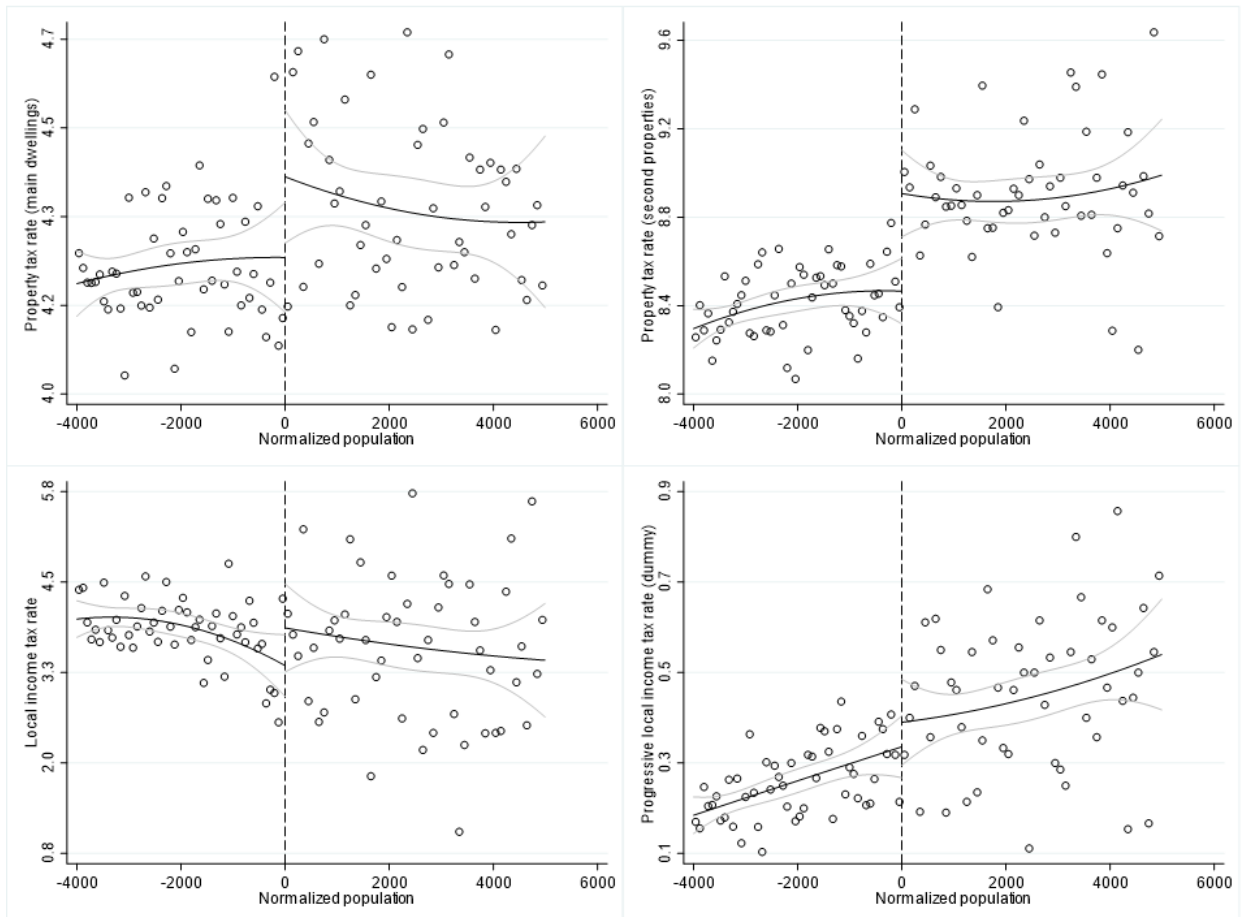 Property tax rate (main dwellings)
4.7
4.5
4.3
4.2
4.0
-4000 -2000 0 2000 4000 6000
Normalized population
Property tax rate (second properties)
9.6
9.2
8.8
8.4
8.0
-4000 -2000 0 2000 4000 6000
Normalized population
Local income tax rate
5.8
4.5
3.3
2.0
0.8
-4000 -2000 0 2000 4000 6000
Normalized population
Progressive local income tax rate (dummy)
0.9
0.7
0.5
0.3
0.1
-4000 -2000 0 2000 4000 6000
Normalized population